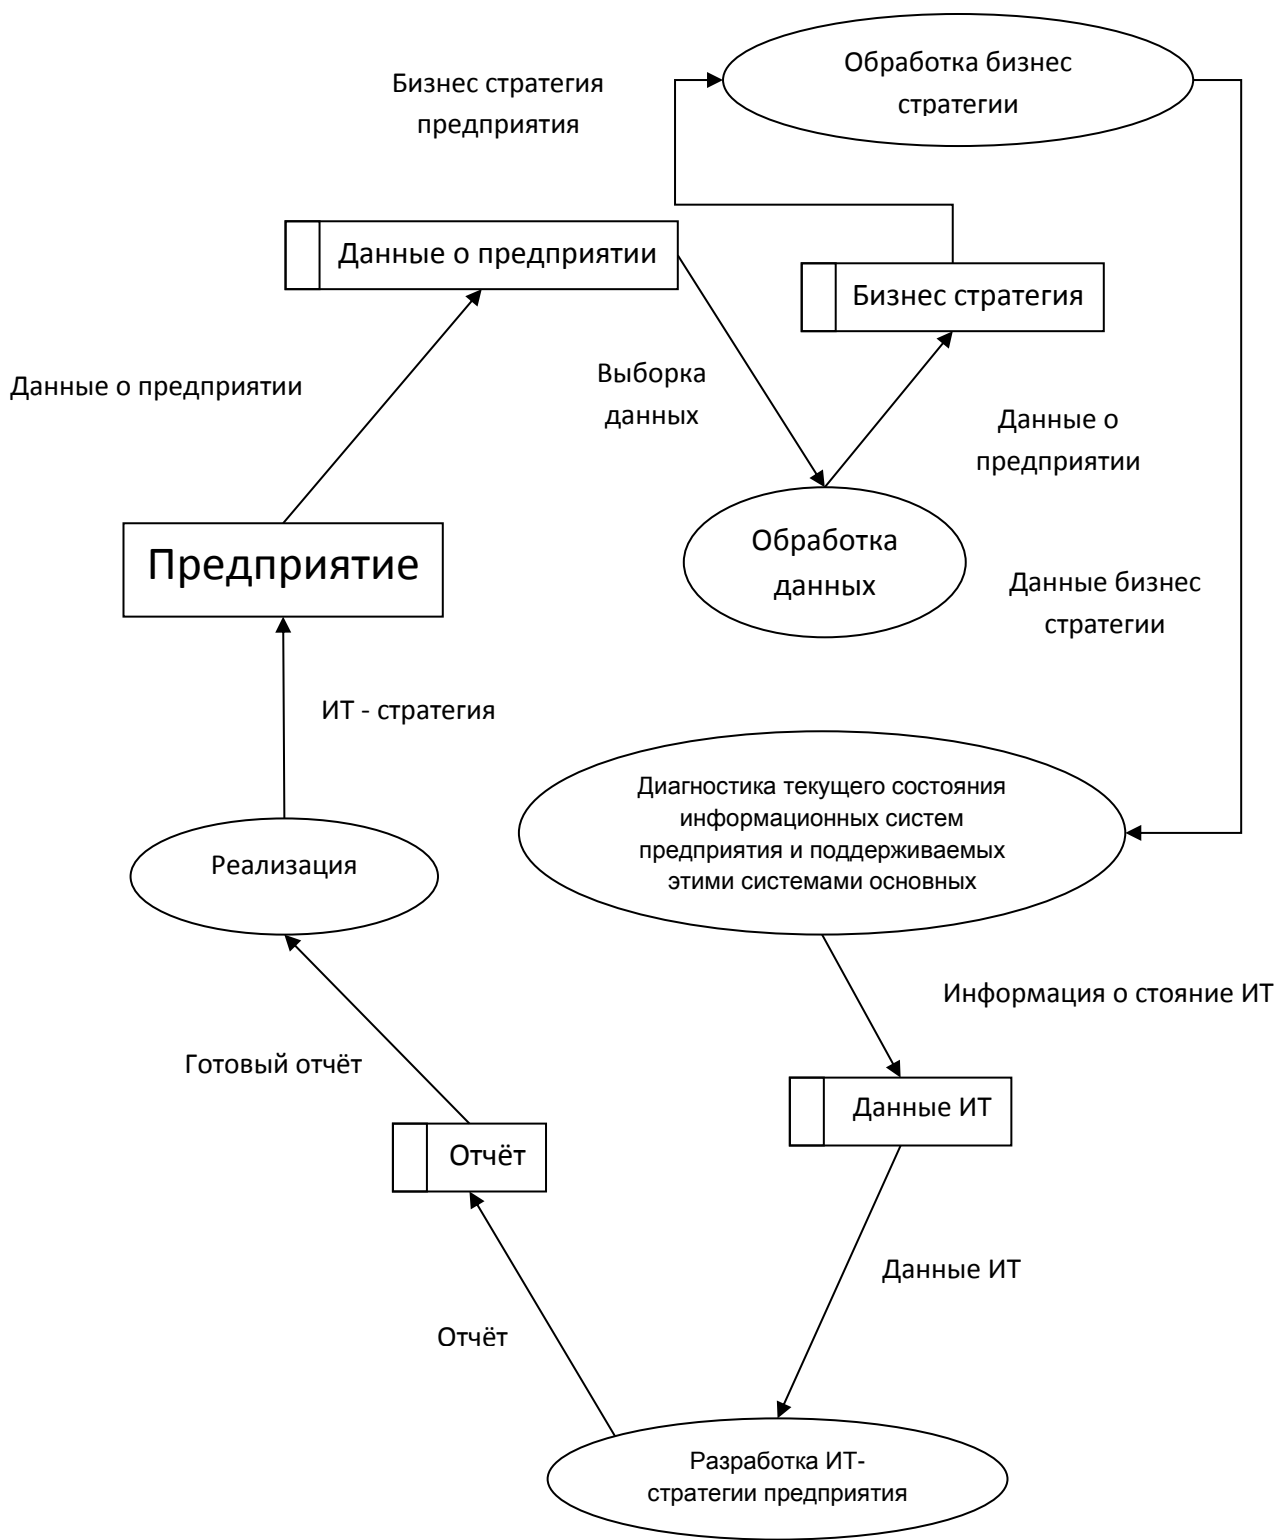 Обработка бизнес
стратегии
Бизнес стратегия
предприятия
Данные о предприятии
Бизнес стратегия
Данные о предприятии
Выборка
данных
Данные о
предприятии
Предприятие
Обработка
данных
Данные бизнес
стратегии
ИТ - стратегия
Диагностика текущего состояния
информационных систем
предприятия и поддерживаемых
этими системами основных
Реализация
Информация о стояние ИТ
Готовый отчёт
Данные ИТ
Отчёт
Данные ИТ
Отчёт
Разработка ИТ-
стратегии предприятия